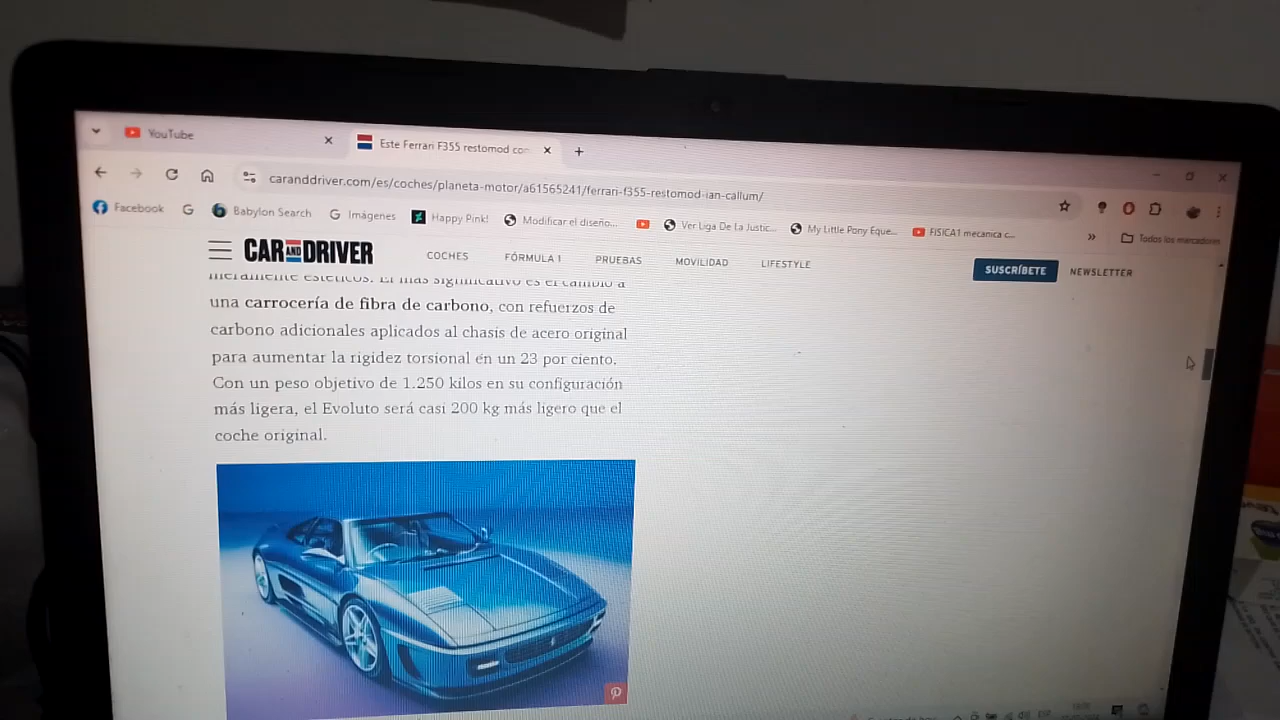 YouTube
Este Ferrari F355 restomod con
caranddriver.com/es/coches/planeta-motor/a61565241/ferrari-f355-restomod-ian-callum/
Facebook G Babylon Search G Imágenes Happy Pink! Modificar el diseño... Ver Liga De La Justic... My Little Pony Eque... FISICA1 mecanica c... » Todos los marcadores
CAR AND DRIVER COCHES FÓRMULA 1 PRUEBAS MOVILIDAD LIFESTYLE SUSCRÍBETE NEWSLETTER
meramente estéticos. El más significativo es el cambio a
una carrocería de fibra de carbono, con refuerzos de
carbono adicionales aplicados al chasis de acero original
para aumentar la rigidez torsional en un 23 por ciento.
Con un peso objetivo de 1.250 kilos en su configuración
más ligera, el Evoluto será casi 200 kg más ligero que el
coche original.